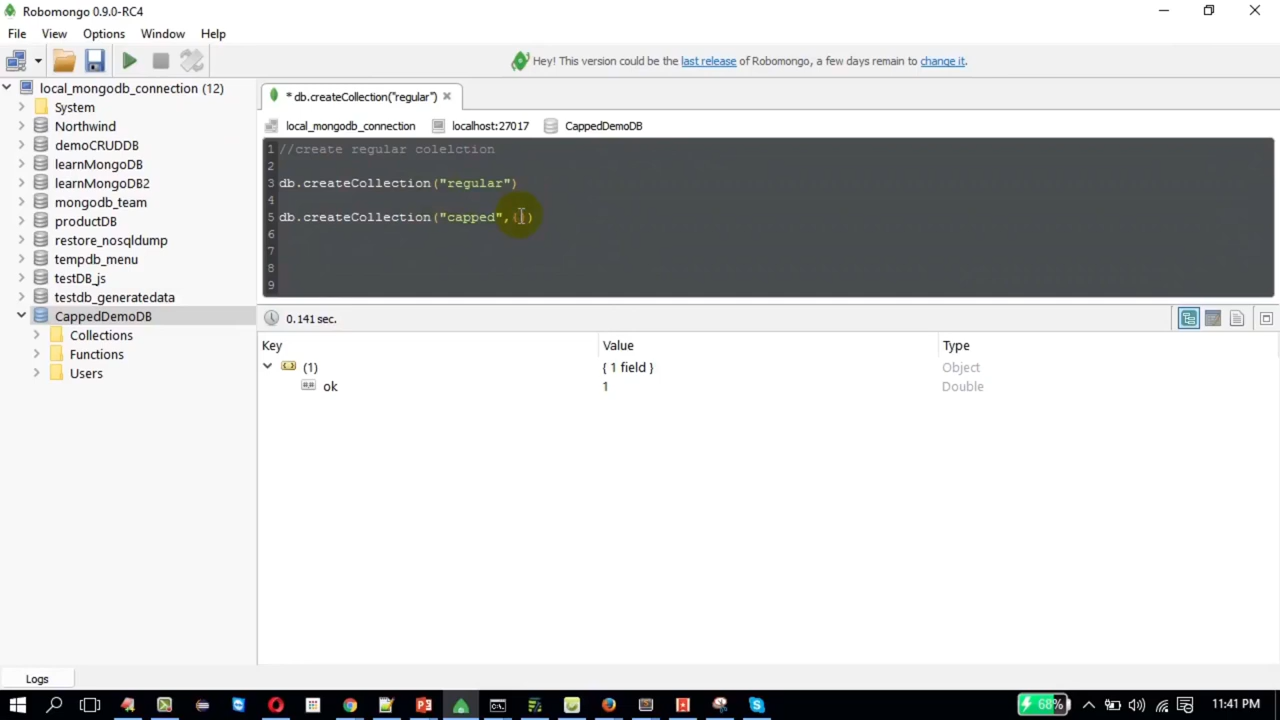 Robomongo 0.9.0-RC4
File View Options Window Help
Hey! This version could be the last release of Robomongo, a few days remain to change it.
local_mongodb_connection (12)
System
Northwind
demoCRUDDB
learnMongoDB
learnMongoDB2
mongodb_team
productDB
restore_nosqldump
tempdb_menu
testDB_js
testdb_generatedata
CappedDemoDB
Collections
Functions
Users
* db.createCollection("regular")
local_mongodb_connection localhost:27017 CappedDemoDB
1 //create regular colelction
2
3 db.createCollection("regular")
4
5 db.createCollection("capped",{})
6
7
8
9
0.141 sec.
Key Value Type
(1) { 1 field } Object
ok 1 Double
Logs
68% 11:41 PM